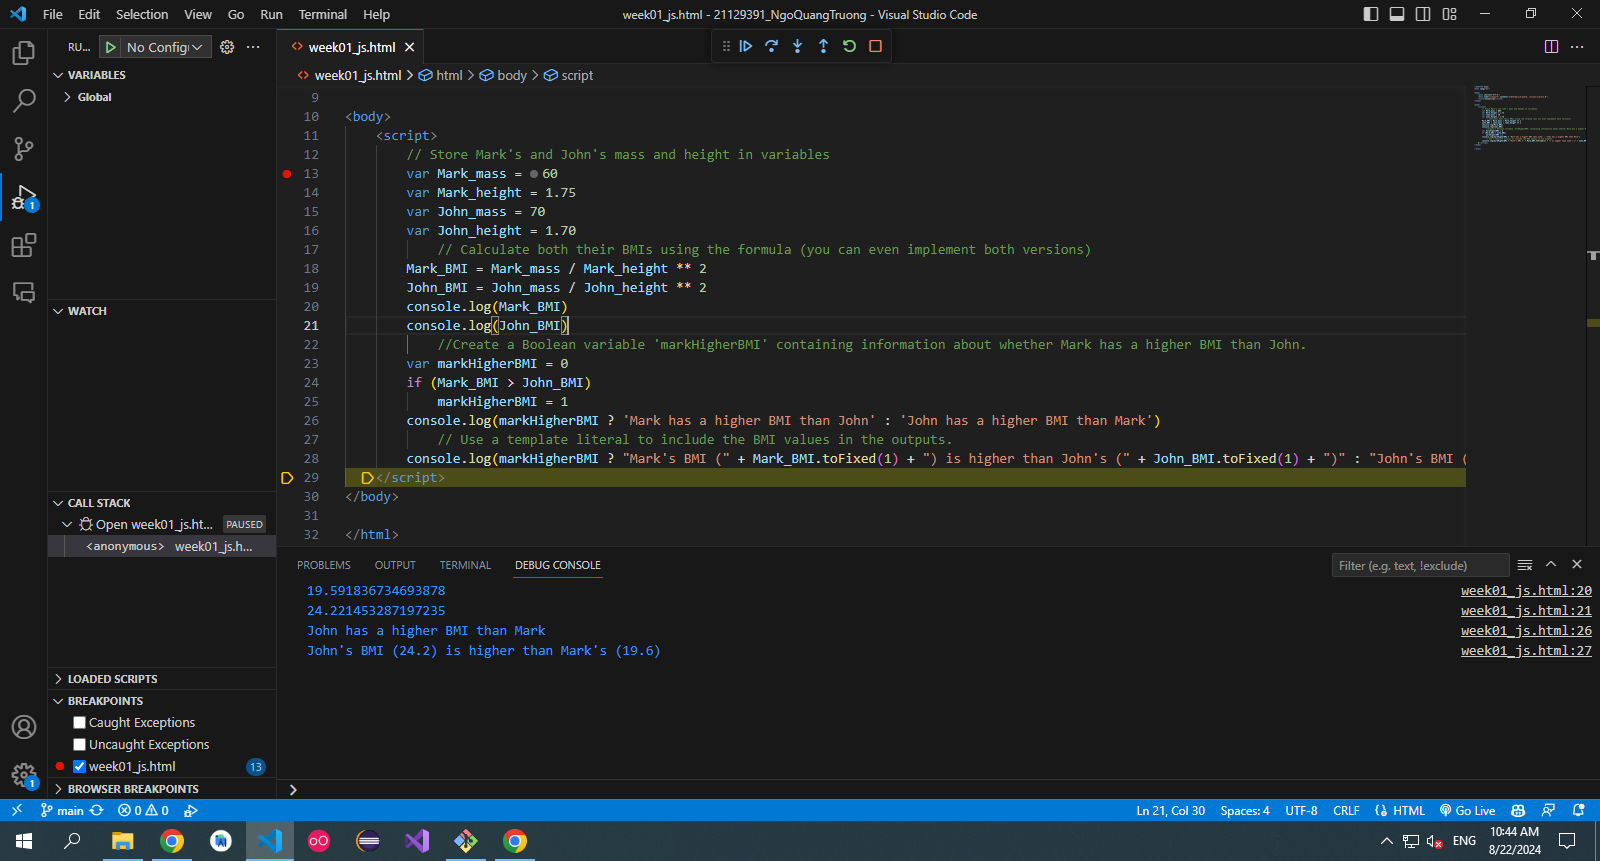 File Edit Selection View Go Run Terminal Help
week01_js.html - 21129391_NgoQuangTruong - Visual Studio Code
RU... No Config
week01_js.html
week01_js.html > html > body > script
VARIABLES
Global
WATCH
CALL STACK
Open week01_js.ht... PAUSED
<anonymous> week01_js.h...
LOADED SCRIPTS
BREAKPOINTS
Caught Exceptions
Uncaught Exceptions
week01_js.html 13
BROWSER BREAKPOINTS
1
1
9
10 <body>
11 <script>
12 // Store Mark's and John's mass and height in variables
13 var Mark_mass = 60
14 var Mark_height = 1.75
15 var John_mass = 70
16 var John_height = 1.70
17 // Calculate both their BMIs using the formula (you can even implement both versions)
18 Mark_BMI = Mark_mass / Mark_height ** 2
19 John_BMI = John_mass / John_height ** 2
20 console.log(Mark_BMI)
21 console.log(John_BMI)
22 //Create a Boolean variable 'markHigherBMI' containing information about whether Mark has a higher BMI than John.
23 var markHigherBMI = 0
24 if (Mark_BMI > John_BMI)
25 markHigherBMI = 1
26 console.log(markHigherBMI ? 'Mark has a higher BMI than John' : 'John has a higher BMI than Mark')
27 // Use a template literal to include the BMI values in the outputs.
28 console.log(markHigherBMI ? "Mark's BMI (" + Mark_BMI.toFixed(1) + ") is higher than John's (" + John_BMI.toFixed(1) + ")" : "John's BMI (
29 </script>
30 </body>
31
32 </html>
PROBLEMS OUTPUT TERMINAL DEBUG CONSOLE
Filter (e.g. text, !exclude)
19.591836734693878 week01_js.html:20
24.221453287197235 week01_js.html:21
John has a higher BMI than Mark week01_js.html:26
John's BMI (24.2) is higher than Mark's (19.6) week01_js.html:27
main 0 0
Ln 21, Col 30 Spaces: 4 UTF-8 CRLF HTML Go Live
ENG
10:44 AM
8/22/2024